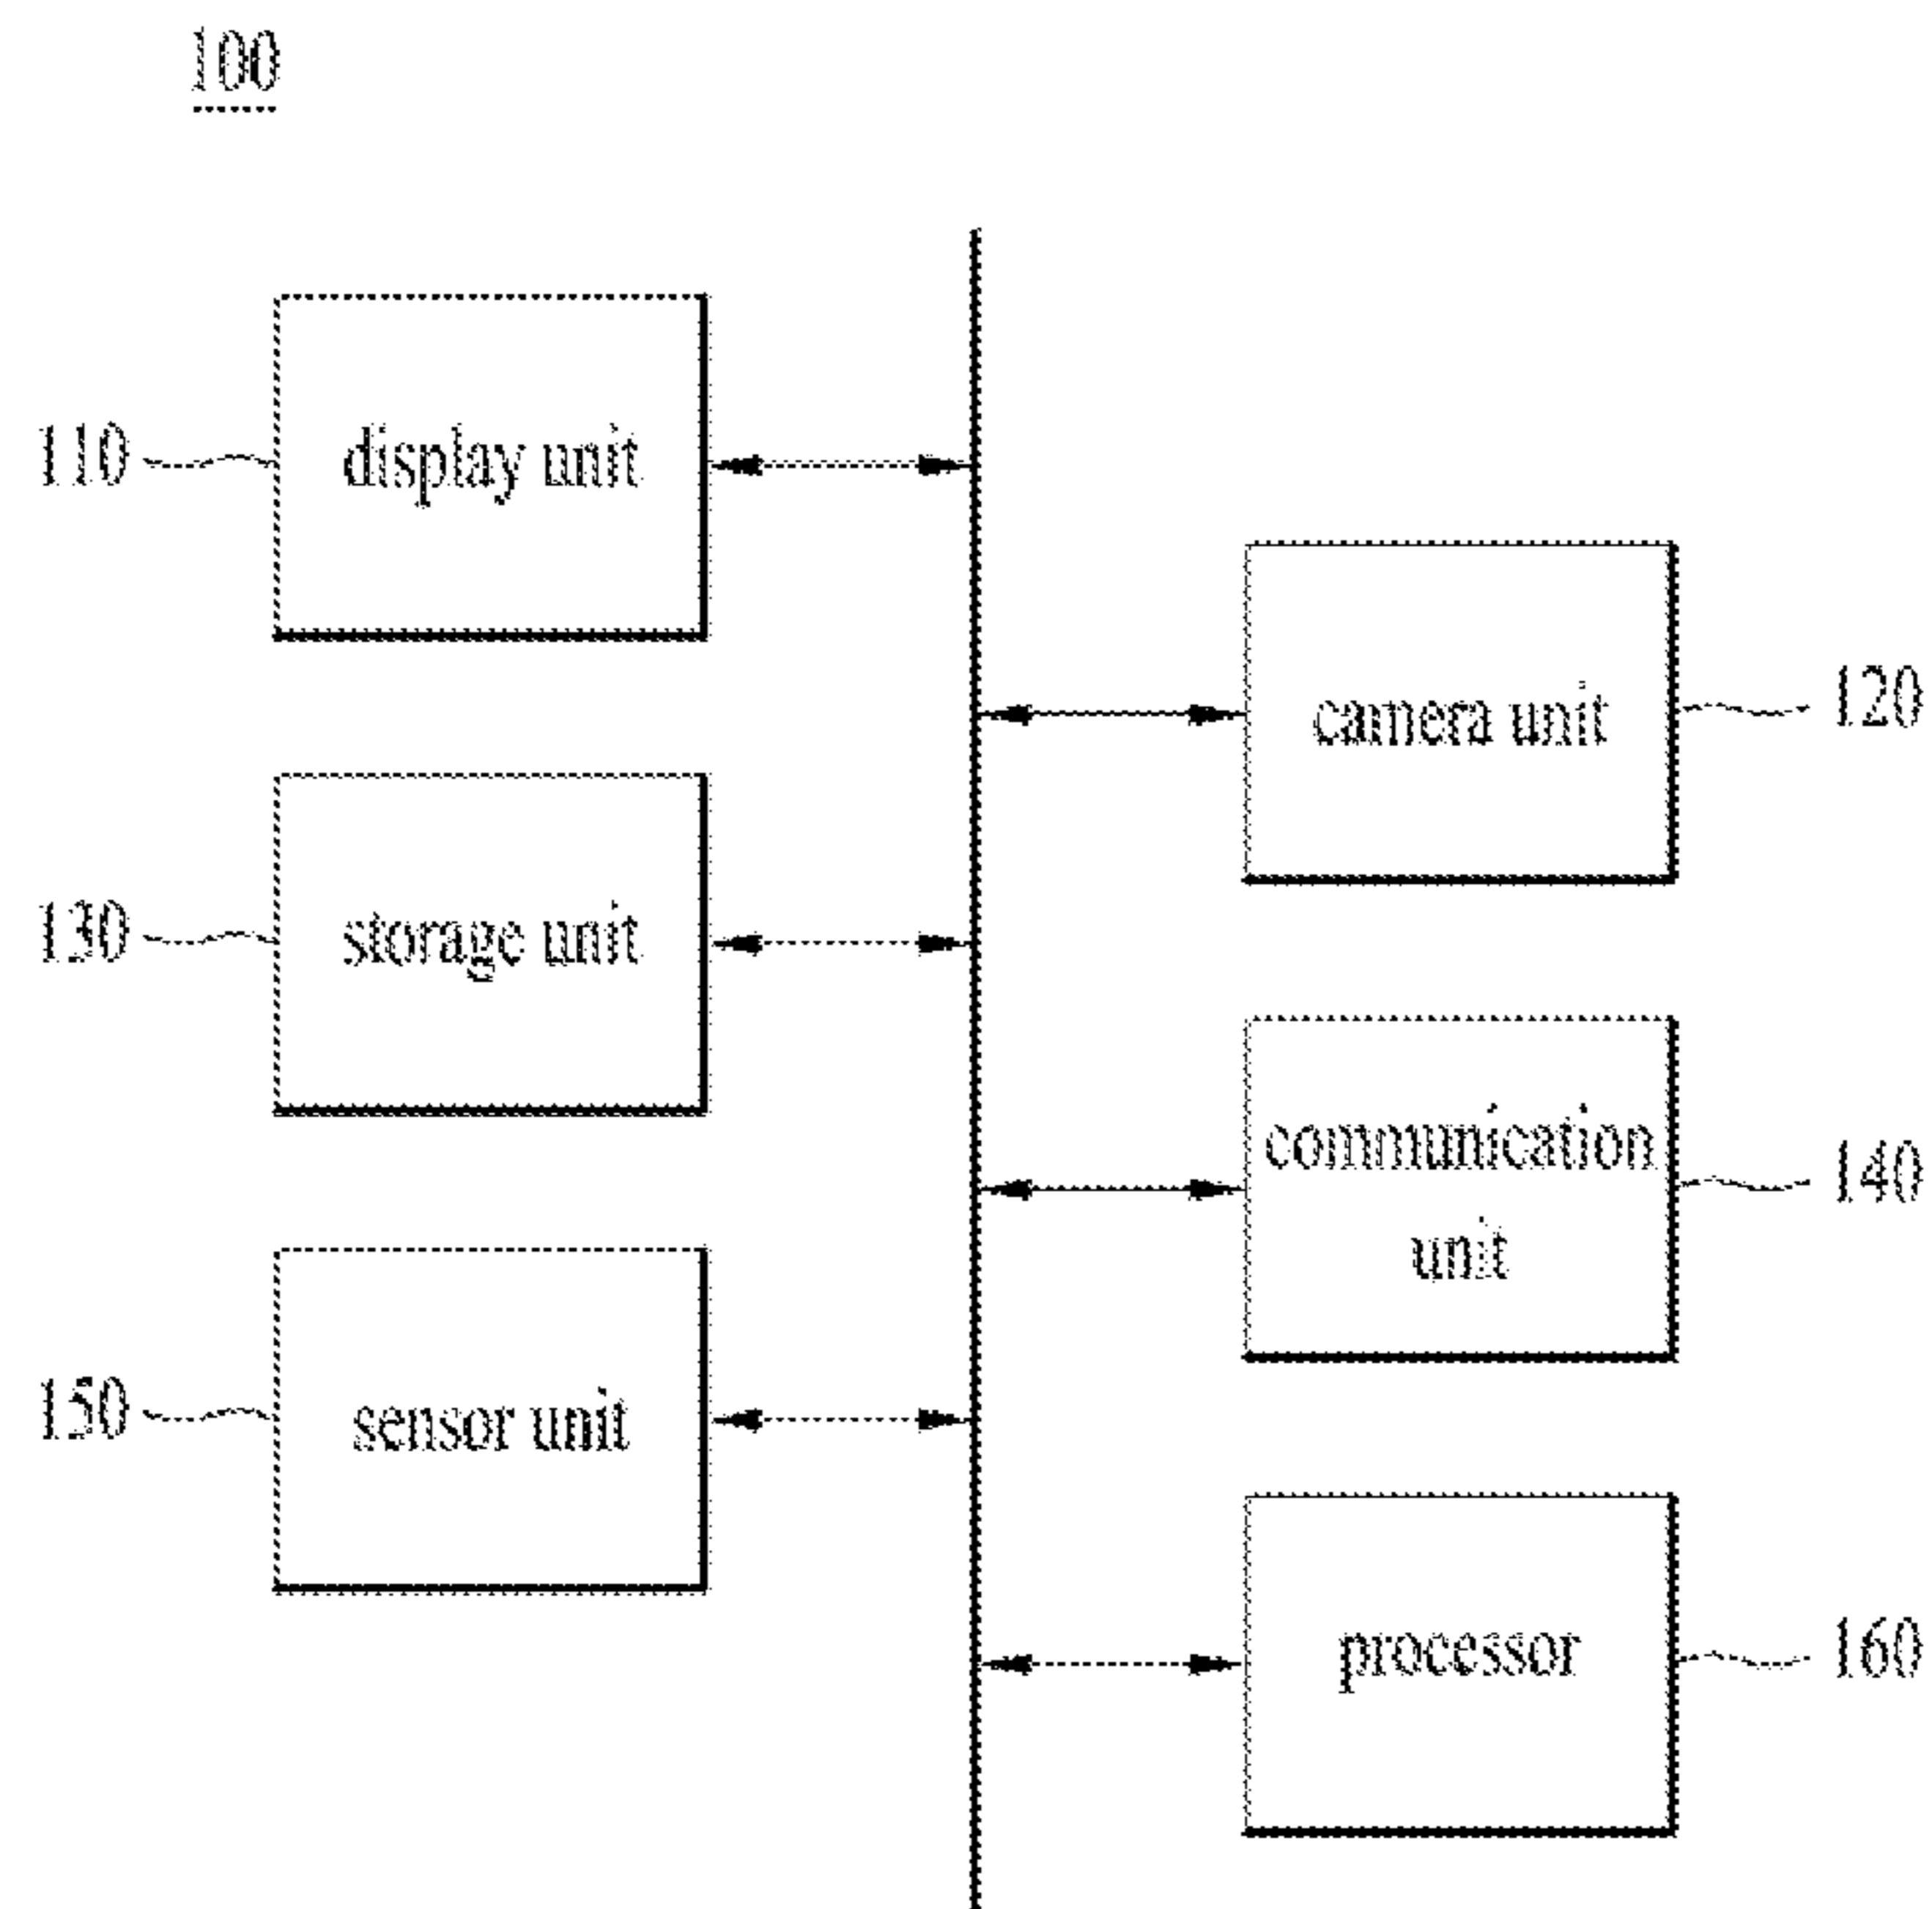 100
110
display unit
camera unit
120
130
storage unit
communication
unit
140
150
sensor unit
processor
160